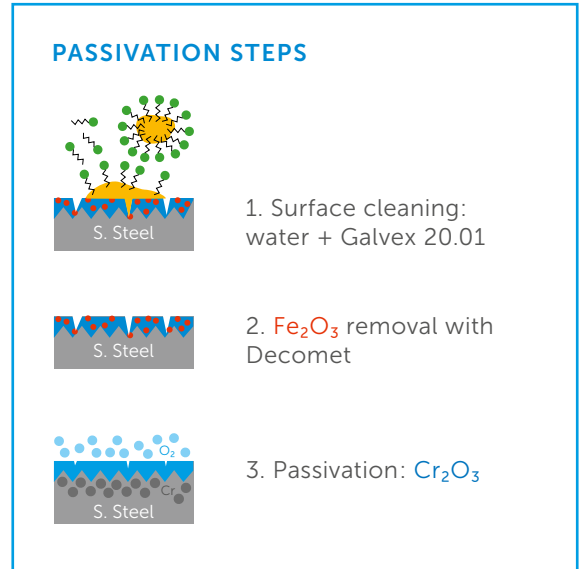 PASSIVATION STEPS
S. Steel
1. Surface cleaning:
water + Galvex 20.01
S. Steel
2. Fe₂O₃ removal with
Decomet
O₂
Cr
S. Steel
3. Passivation: Cr₂O₃